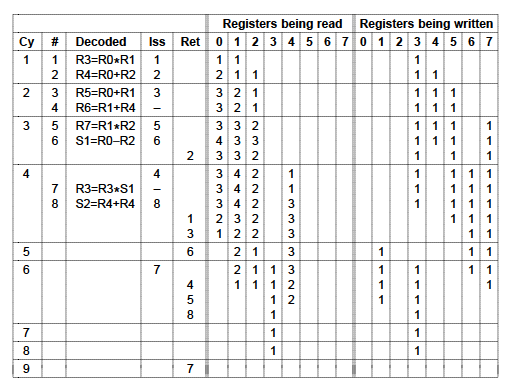 Registers being read Registers being written
Cy # Decoded Iss Ret 0 1 2 3 4 5 6 7 0 1 2 3 4 5 6 7
1 1 R3=R0*R1 1 1 1 1
2 R4=R0+R2 2 2 1 1 1 1
2 3 R5=R0+R1 3 3 2 1 1 1 1
4 R6=R1+R4 – 3 2 1 1 1 1
3 5 R7=R1*R2 5 3 3 2 1 1 1 1
6 S1=R0–R2 6 4 3 3 1 1 1 1
2 3 3 2 1 1 1
4 4 3 4 2 1 1 1 1 1
7 R3=R3*S1 – 3 4 2 1 1 1 1 1
8 S2=R4+R4 8 3 4 2 3 1 1 1 1
1 2 3 2 3 1 1 1
3 1 2 2 3 1 1
5 6 2 1 3 1 1 1
6 7 2 1 1 3 1 1 1 1
4 1 1 1 2 1 1 1
5 1 2 1 1
8 1 1
7 1 1
8 1 1
9 7